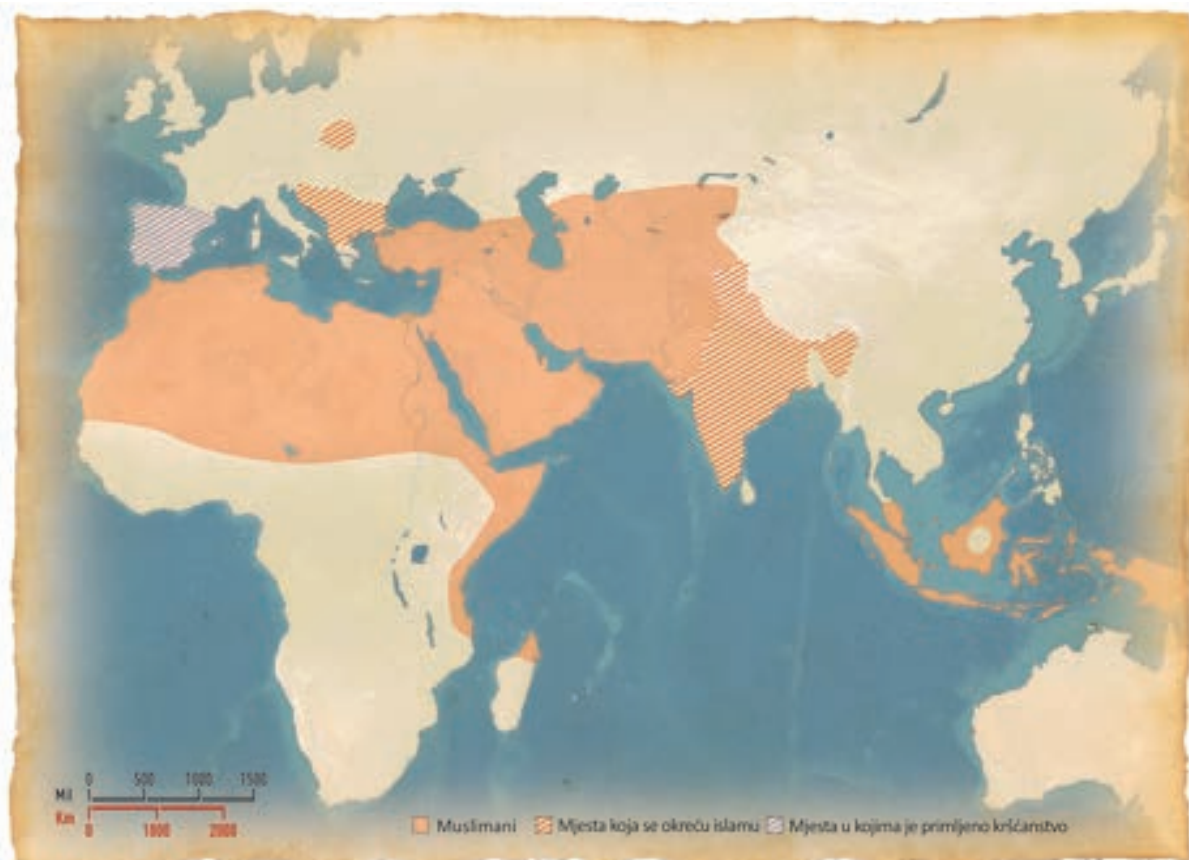 0 500 1000 1500
Mil
Km
0 1000 2000
Muslimani Mjesta koja se okreću islamu Mjesta u kojima je primljeno kršćanstvo